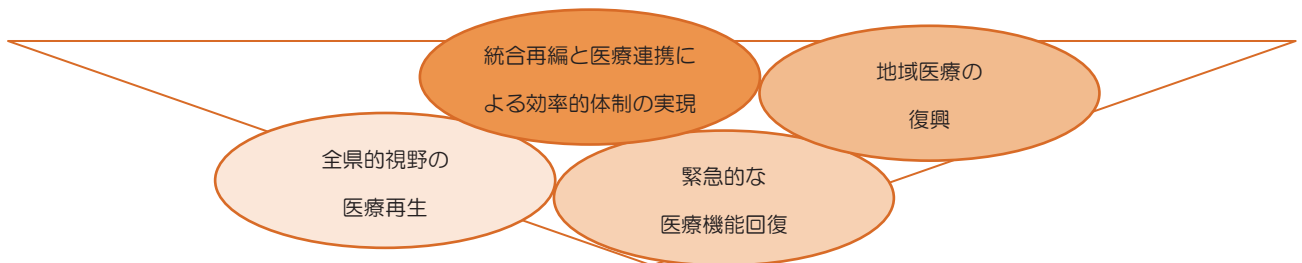 統合再編と医療連携に
よる効率的体制の実現
地域医療の
復興
全県的視野の
医療再生
緊急的な
医療機能回復